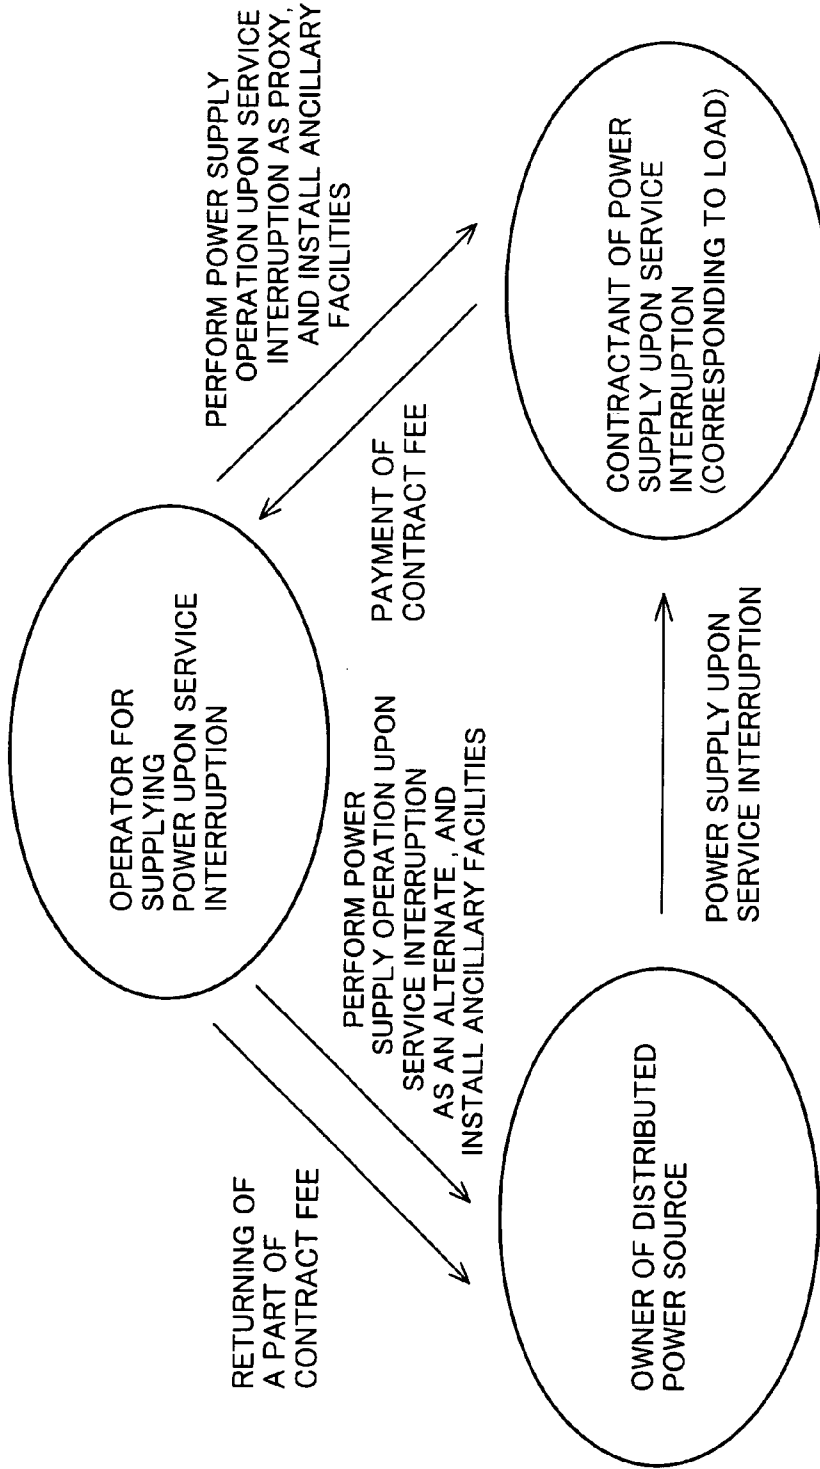 OPERATOR FOR
SUPPLYING
POWER UPON SERVICE
INTERRUPTION
PERFORM POWER SUPPLY
OPERATION UPON SERVICE
INTERRUPTION AS PROXY,
AND INSTALL ANCILLARY
FACILITIES
RETURNING OF
A PART OF
CONTRACT FEE
PERFORM POWER
SUPPLY OPERATION UPON
SERVICE INTERRUPTION
AS AN ALTERNATE, AND
INSTALL ANCILLARY FACILITIES
PAYMENT OF
CONTRACT FEE
OWNER OF DISTRIBUTED
POWER SOURCE
POWER SUPPLY UPON
SERVICE INTERRUPTION
CONTRACTANT OF POWER
SUPPLY UPON SERVICE
INTERRUPTION
(CORRESPONDING TO LOAD)